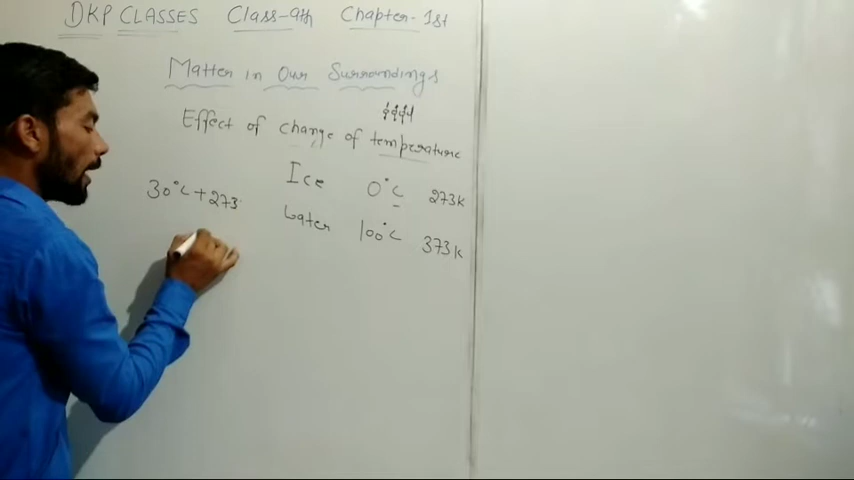 DKP CLASSES Class-9th Chapter-1st
Matter in Our Surroundings
Effect of change of temperature
Ice 0°C 273K
30°C+273
Water 100°C 373K